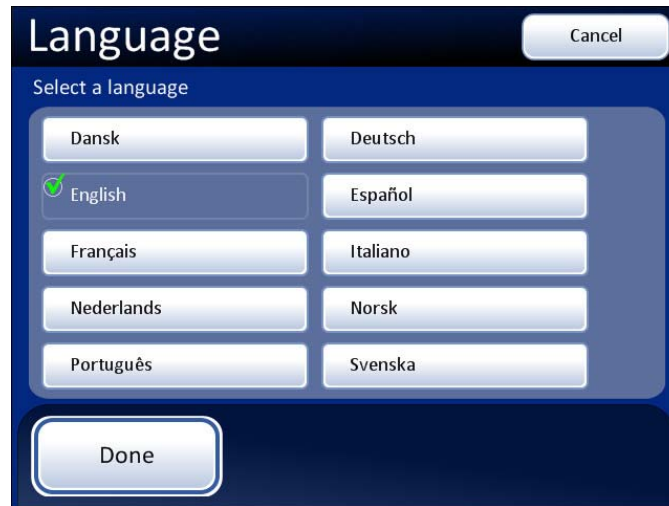 Language
Cancel
Select a language
Dansk
Deutsch
English
Español
Français
Italiano
Nederlands
Norsk
Português
Svenska
Done